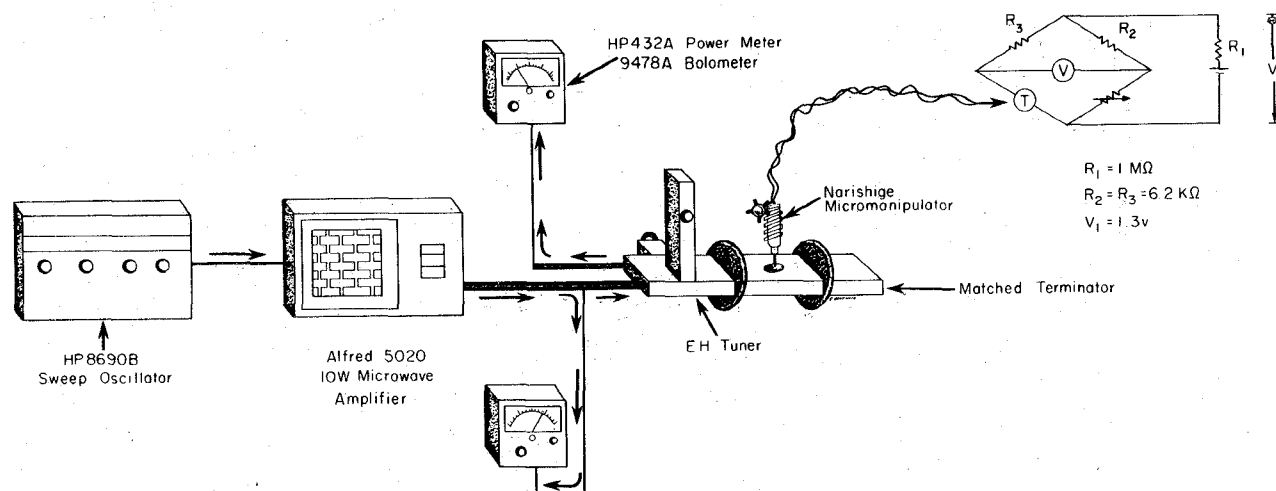 HP432A Power Meter
9478A Bolometer
R3
R2
R1
V
V
T
R1 = 1 MΩ
R2 = R3 = 6.2 KΩ
V1 = 1.3v
Narishige
Micromanipulator
Matched Terminator
EH Tuner
HP8690B
Sweep Oscillator
Alfred 5020
10W Microwave
Amplifier